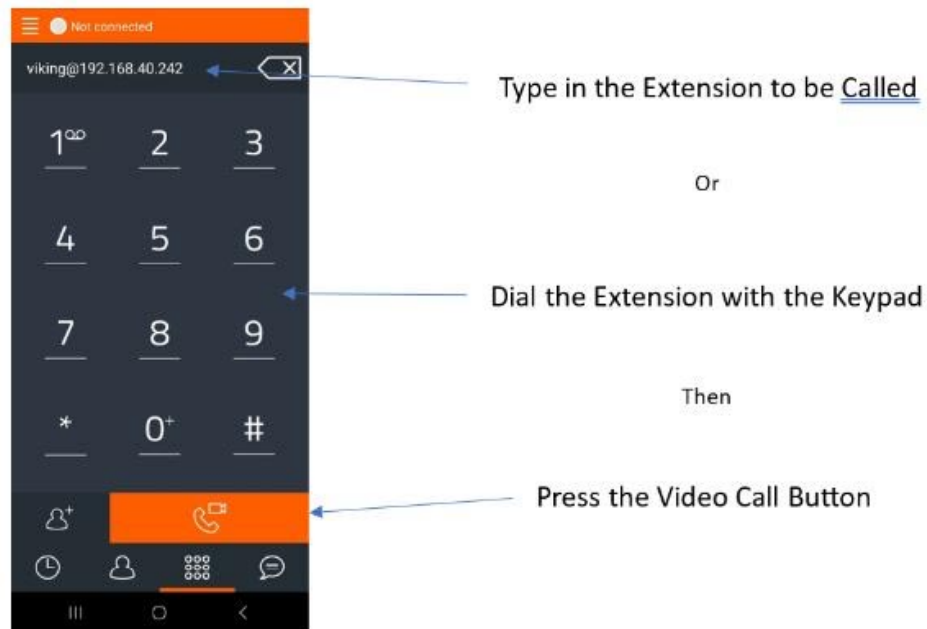 Not connected
viking@192.168.40.242
Type in the Extension to be Called
1 2 3
Or
4 5 6
Dial the Extension with the Keypad
7 8 9
Then
* 0+ #
Press the Video Call Button